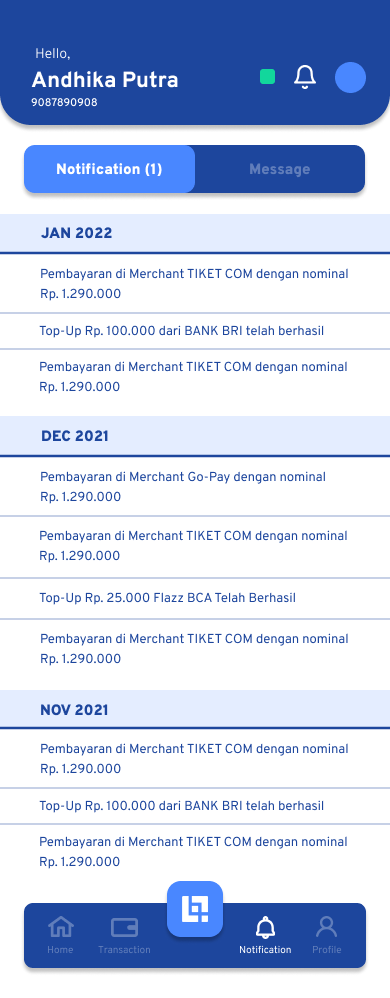 Hello,
Andhika Putra
9087890908
Notification (1)
Message
JAN 2022
Pembayaran di Merchant TIKET COM dengan nominal
Rp. 1.290.000
Top-Up Rp. 100.000 dari BANK BRI telah berhasil
Pembayaran di Merchant TIKET COM dengan nominal
Rp. 1.290.000
DEC 2021
Pembayaran di Merchant Go-Pay dengan nominal
Rp. 1.290.000
Pembayaran di Merchant TIKET COM dengan nominal
Rp. 1.290.000
Top-Up Rp. 25.000 Flazz BCA Telah Berhasil
Pembayaran di Merchant TIKET COM dengan nominal
Rp. 1.290.000
NOV 2021
Pembayaran di Merchant TIKET COM dengan nominal
Rp. 1.290.000
Top-Up Rp. 100.000 dari BANK BRI telah berhasil
Pembayaran di Merchant TIKET COM dengan nominal
Rp. 1.290.000
Home
Transaction
Notification
Profile